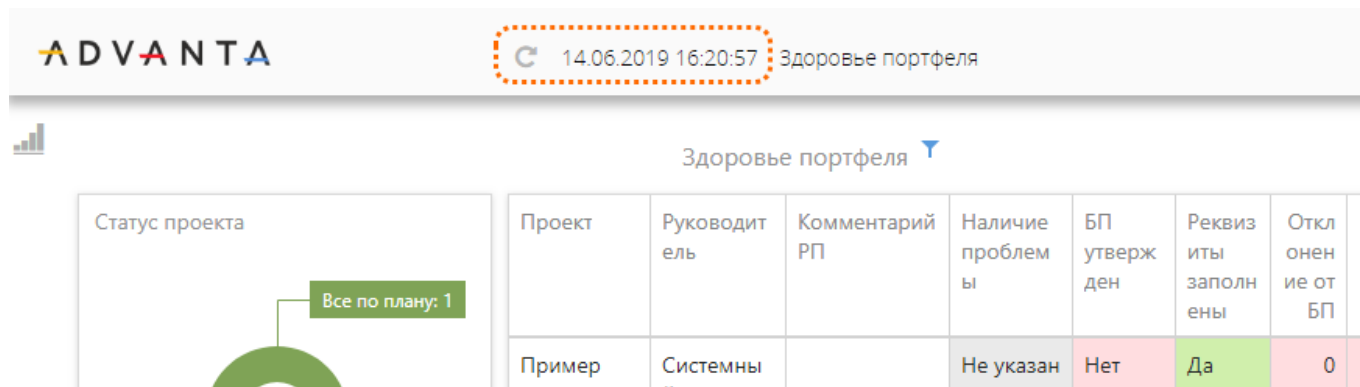 ADVANTA
14.06.2019 16:20:57 Здоровье портфеля
Здоровье портфеля
Статус проекта
Все по плану: 1
Проект
Руководит
ель
Комментарий
РП
Наличие
проблем
ы
БП
утверж
ден
Реквиз
иты
заполн
ены
Откл
онен
ие от
БП
Пример
Системны
Не указан
Нет
Да
0